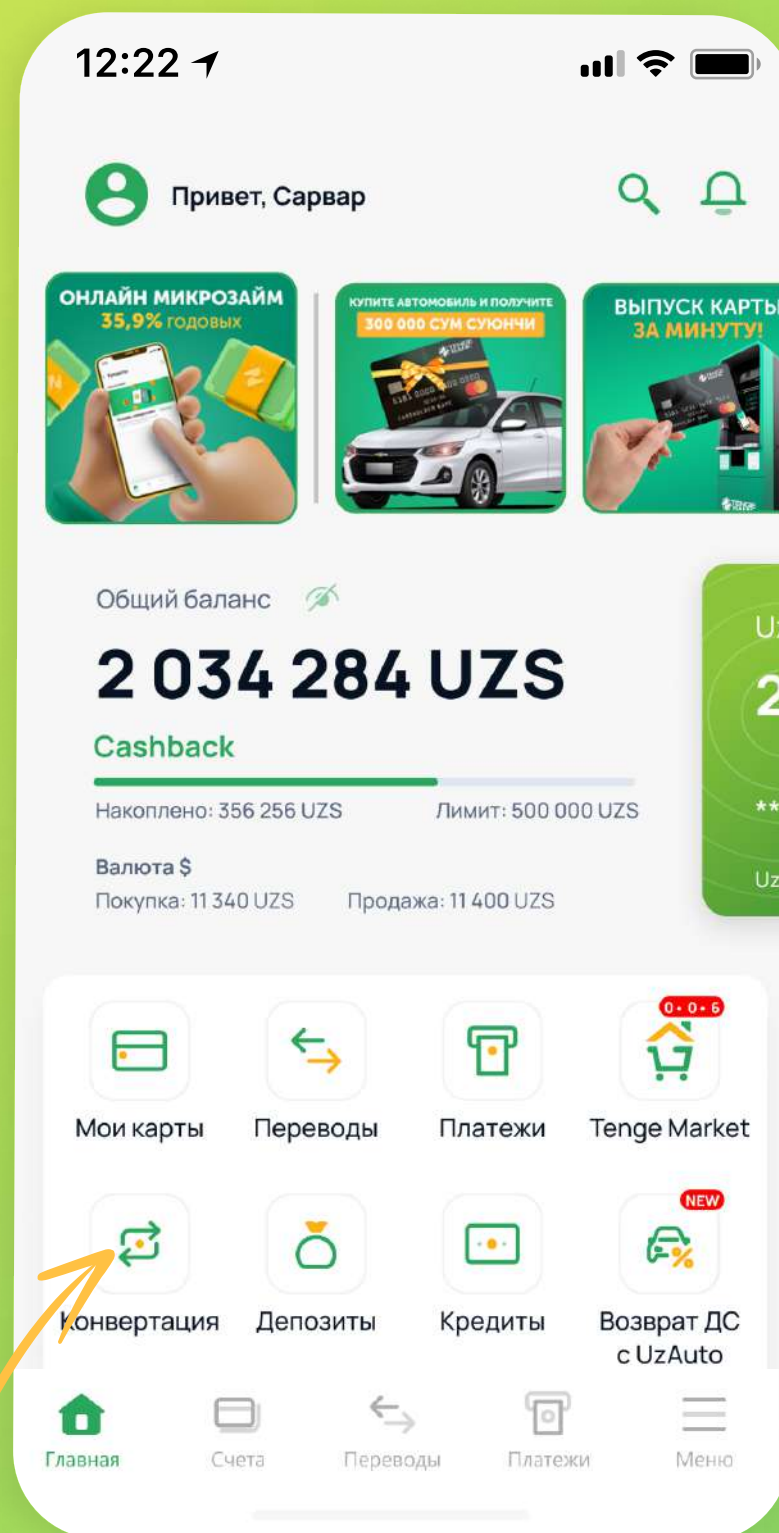 12:22
Привет, Сарвар
ОНЛАЙН МИКРОЗАЙМ
35,9% ГОДОВЫХ
КУПИТЕ АВТОМОБИЛЬ И ПОЛУЧИТЕ
300 000 СУМ СУЮНЧИ
ВЫПУСК КАРТЫ
ЗА МИНУТУ!
Общий баланс
2 034 284 UZS
Cashback
Накоплено: 356 256 UZS Лимит: 500 000 UZS
Валюта $
Покупка: 11 340 UZS Продажа: 11 400 UZS
Uz
2
**
Uz
0 • 0 • 6
Мои карты Переводы Платежи Tenge Market
NEW
Конвертация Депозиты Кредиты Возврат ДС
с UzAuto
Главная Счета Переводы Платежи Меню